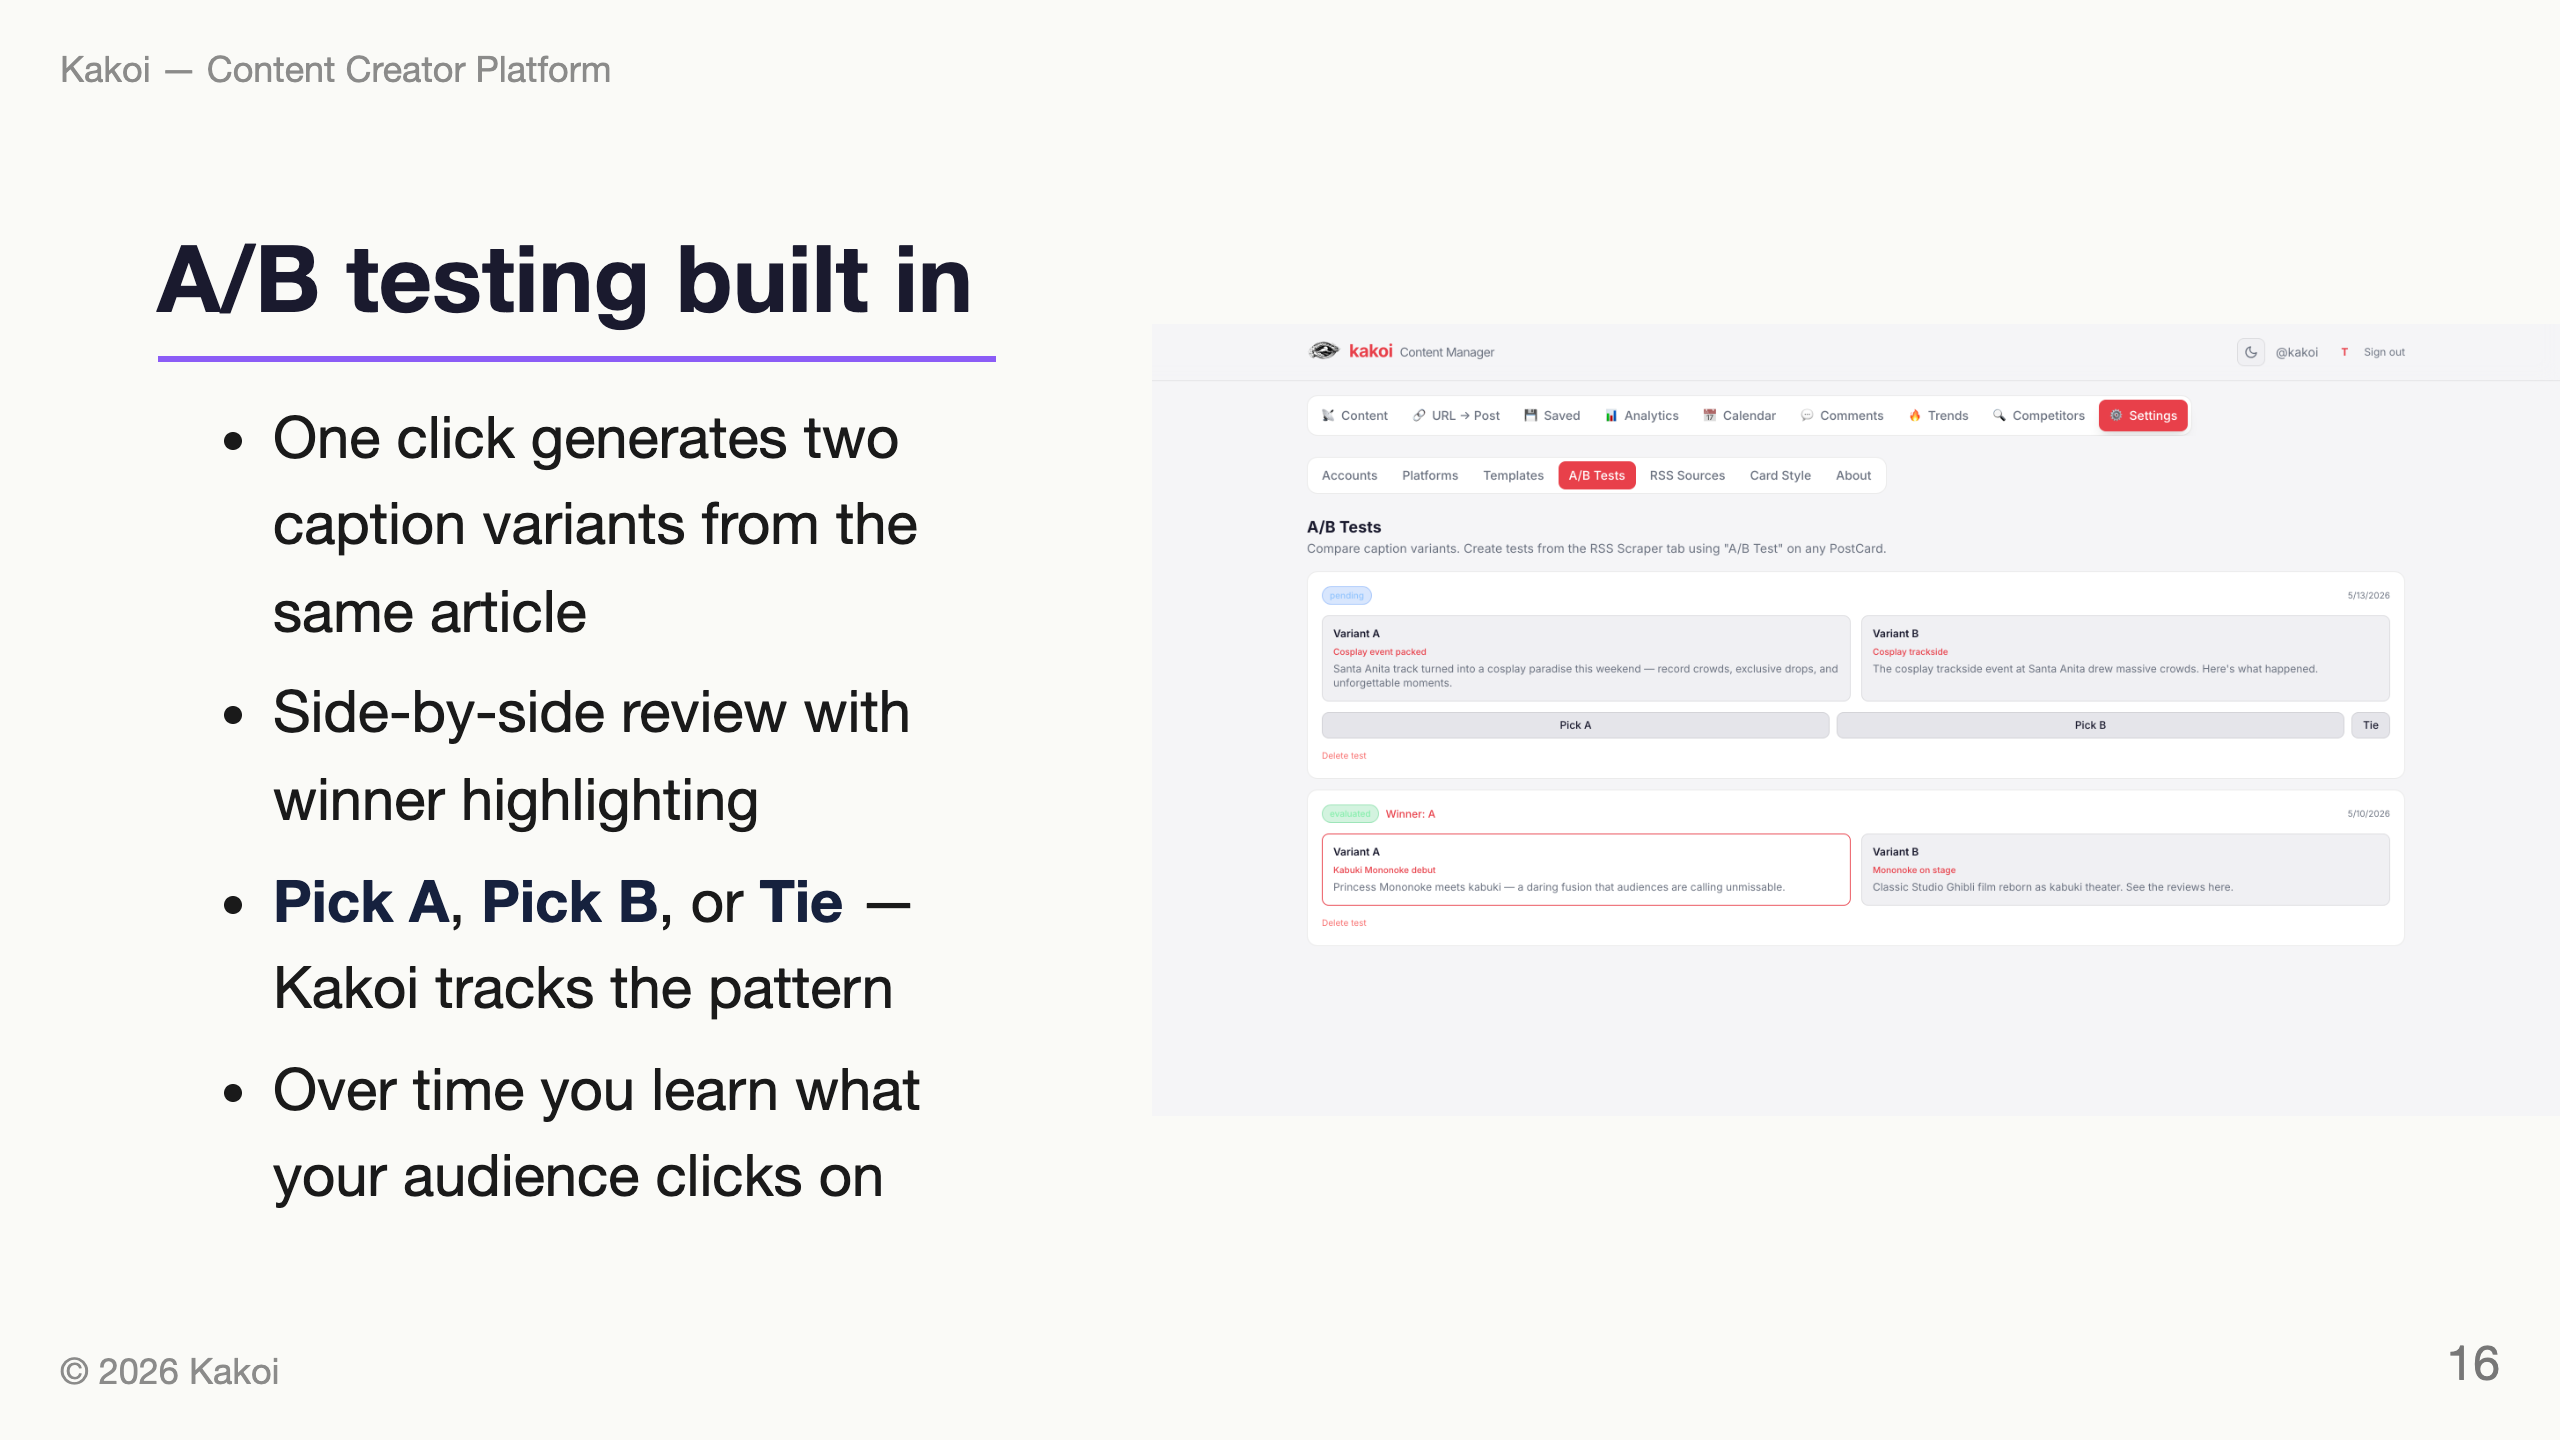 Kakoi — Content Creator Platform
A/B testing built in
• One click generates two
caption variants from the
same article
• Side-by-side review with
winner highlighting
• Pick A, Pick B, or Tie —
Kakoi tracks the pattern
• Over time you learn what
your audience clicks on
kakoi Content Manager
@kakoi T Sign out
Content URL → Post Saved Analytics Calendar Comments Trends Competitors Settings
Accounts Platforms Templates A/B Tests RSS Sources Card Style About
A/B Tests
Compare caption variants. Create tests from the RSS Scraper tab using "A/B Test" on any PostCard.
pending 5/13/2026
Variant A
Cosplay event packed
Santa Anita track turned into a cosplay paradise this weekend — record crowds, exclusive drops, and
unforgettable moments.
Variant B
Cosplay trackside
The cosplay trackside event at Santa Anita drew massive crowds. Here's what happened.
Pick A Pick B Tie
Delete test
evaluated Winner: A 5/10/2026
Variant A
Kabuki Mononoke debut
Princess Mononoke meets kabuki — a daring fusion that audiences are calling unmissable.
Variant B
Mononoke on stage
Classic Studio Ghibli film reborn as kabuki theater. See the reviews here.
Delete test
© 2026 Kakoi
16